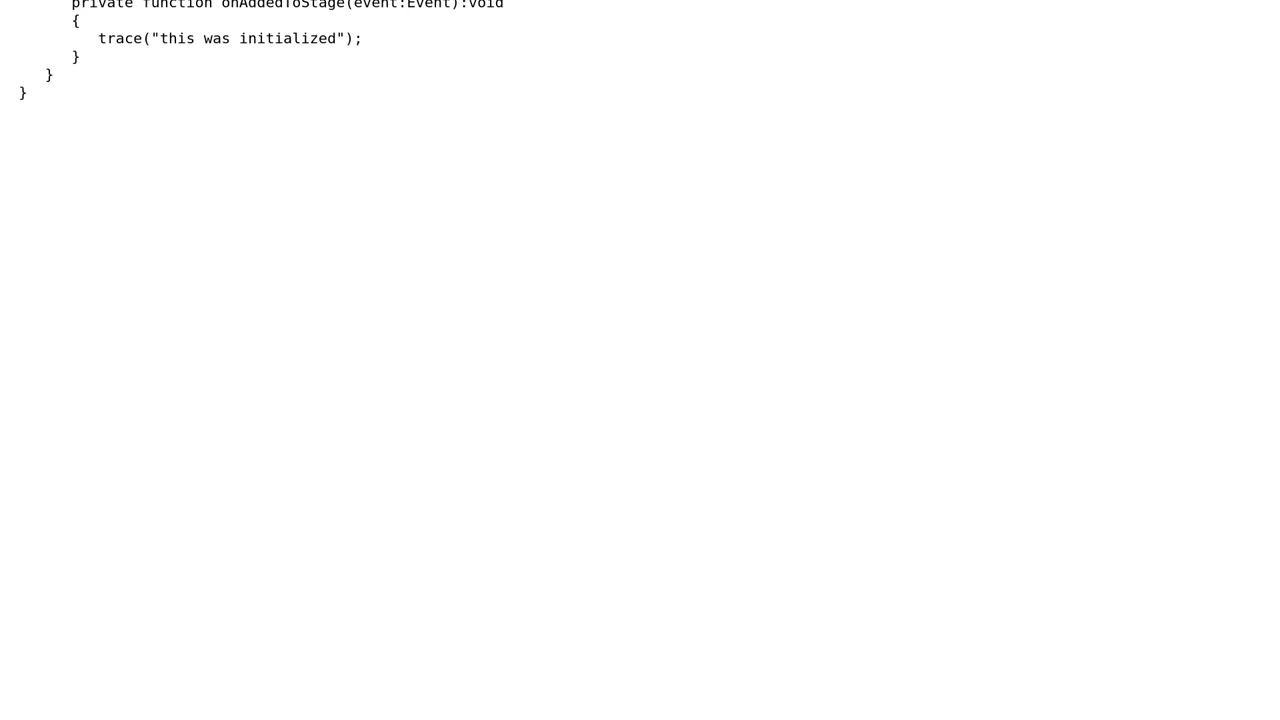 private function onAddedToStage(event:Event):void
{
trace("this was initialized");
}
}
}